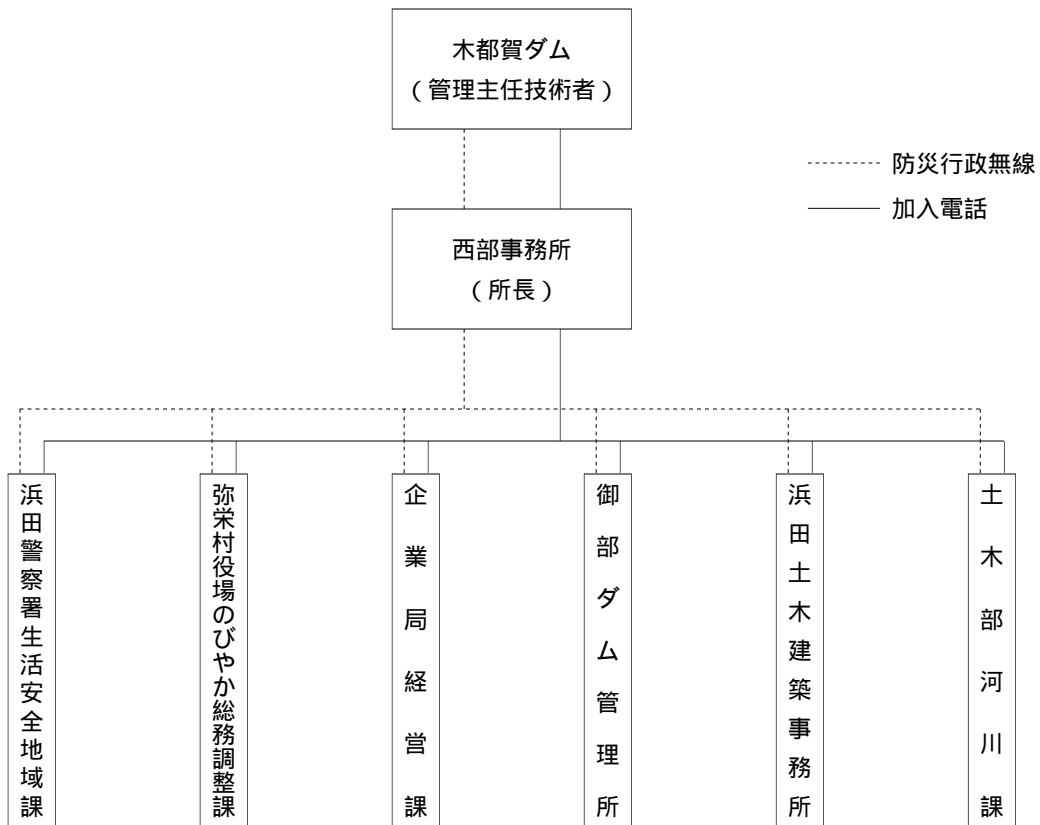 木都賀ダム
(管理主任技術者)
防災行政無線
加入電話
西部事務所
(所長)
浜田警察署生活安全地域課
弥栄村役場のびやか総務調整課
企業局経営課
御部ダム管理所
浜田土木建築事務所
土木部河川課